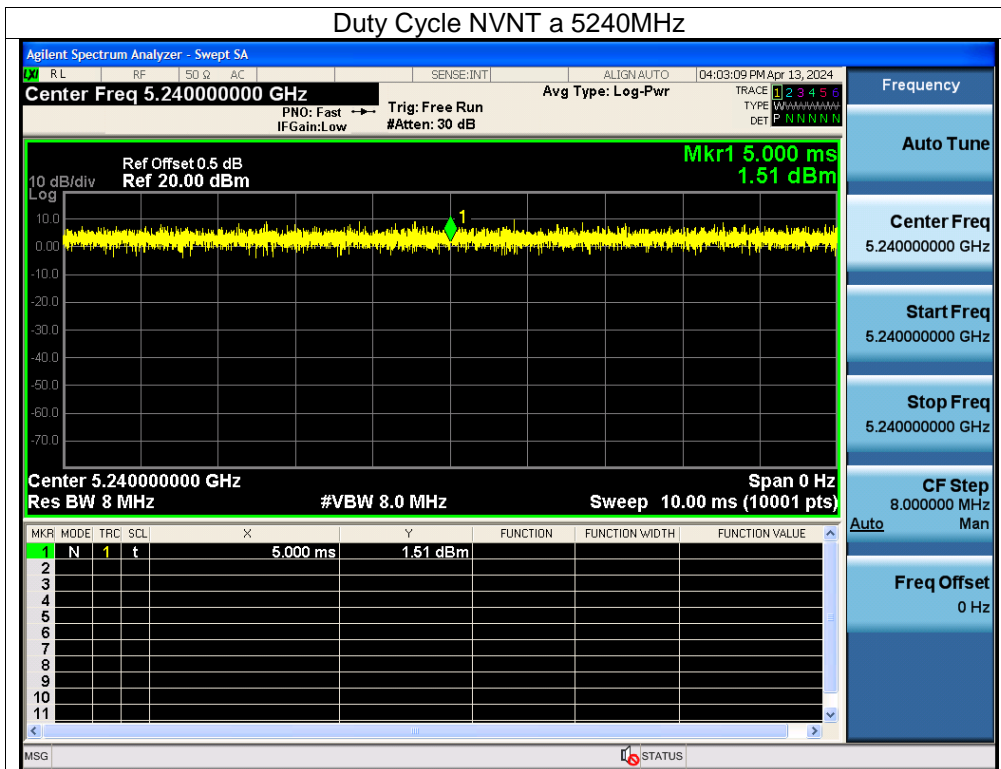 Duty Cycle NVNT a 5240MHz
Agilent Spectrum Analyzer - Swept SA
LXI RL RF 50 Ω AC SENSE:INT ALIGN AUTO 04:03:09 PM Apr 13, 2024
Center Freq 5.240000000 GHz
PNO: Fast
IFGain:Low
Trig: Free Run
#Atten: 30 dB
Avg Type: Log-Pwr
TRACE 1 2 3 4 5 6
TYPE WWWWWW
DET P N N N N N
Mkr1 5.000 ms
1.51 dBm
Ref Offset 0.5 dB
10 dB/div Ref 20.00 dBm
Log
1
10.0
0.00
-10.0
-20.0
-30.0
-40.0
-50.0
-60.0
-70.0
Center 5.240000000 GHz Span 0 Hz
Res BW 8 MHz #VBW 8.0 MHz Sweep 10.00 ms (10001 pts)
MKR MODE TRC SCL X Y FUNCTION FUNCTION WIDTH FUNCTION VALUE
1 N 1 t 5.000 ms 1.51 dBm
2
3
4
5
6
7
8
9
10
11
MSG STATUS
Frequency
Auto Tune
Center Freq
5.240000000 GHz
Start Freq
5.240000000 GHz
Stop Freq
5.240000000 GHz
CF Step
8.000000 MHz
Auto Man
Freq Offset
0 Hz